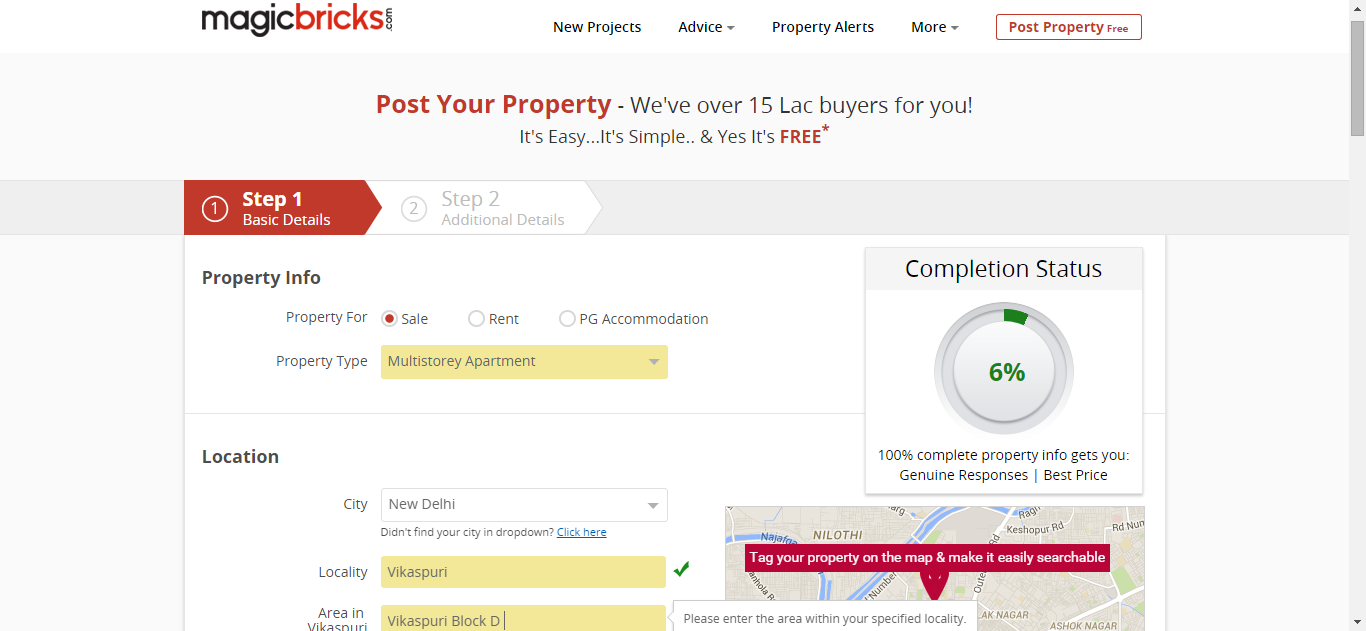 magicbricks.com
New Projects Advice Property Alerts More Post Property Free
Post Your Property - We've over 15 Lac buyers for you!
It's Easy...It's Simple.. & Yes It's FREE*
1 Step 1 2 Step 2
Basic Details Additional Details
Property Info
Completion Status
Property For Sale Rent PG Accommodation
Property Type Multistorey Apartment
6%
100% complete property info gets you:
Genuine Responses | Best Price
Location
City New Delhi
Didn't find your city in dropdown? Click here
Locality Vikaspuri
Area in
Vikaspuri
Vikaspuri Block D
Please enter the area within your specified locality.
NILOTHI
Keshopur Rd
Rd Nun
Najafga
Tag your property on the map & make it easily searchable
AK NAGAR
ASHOK NAGAR